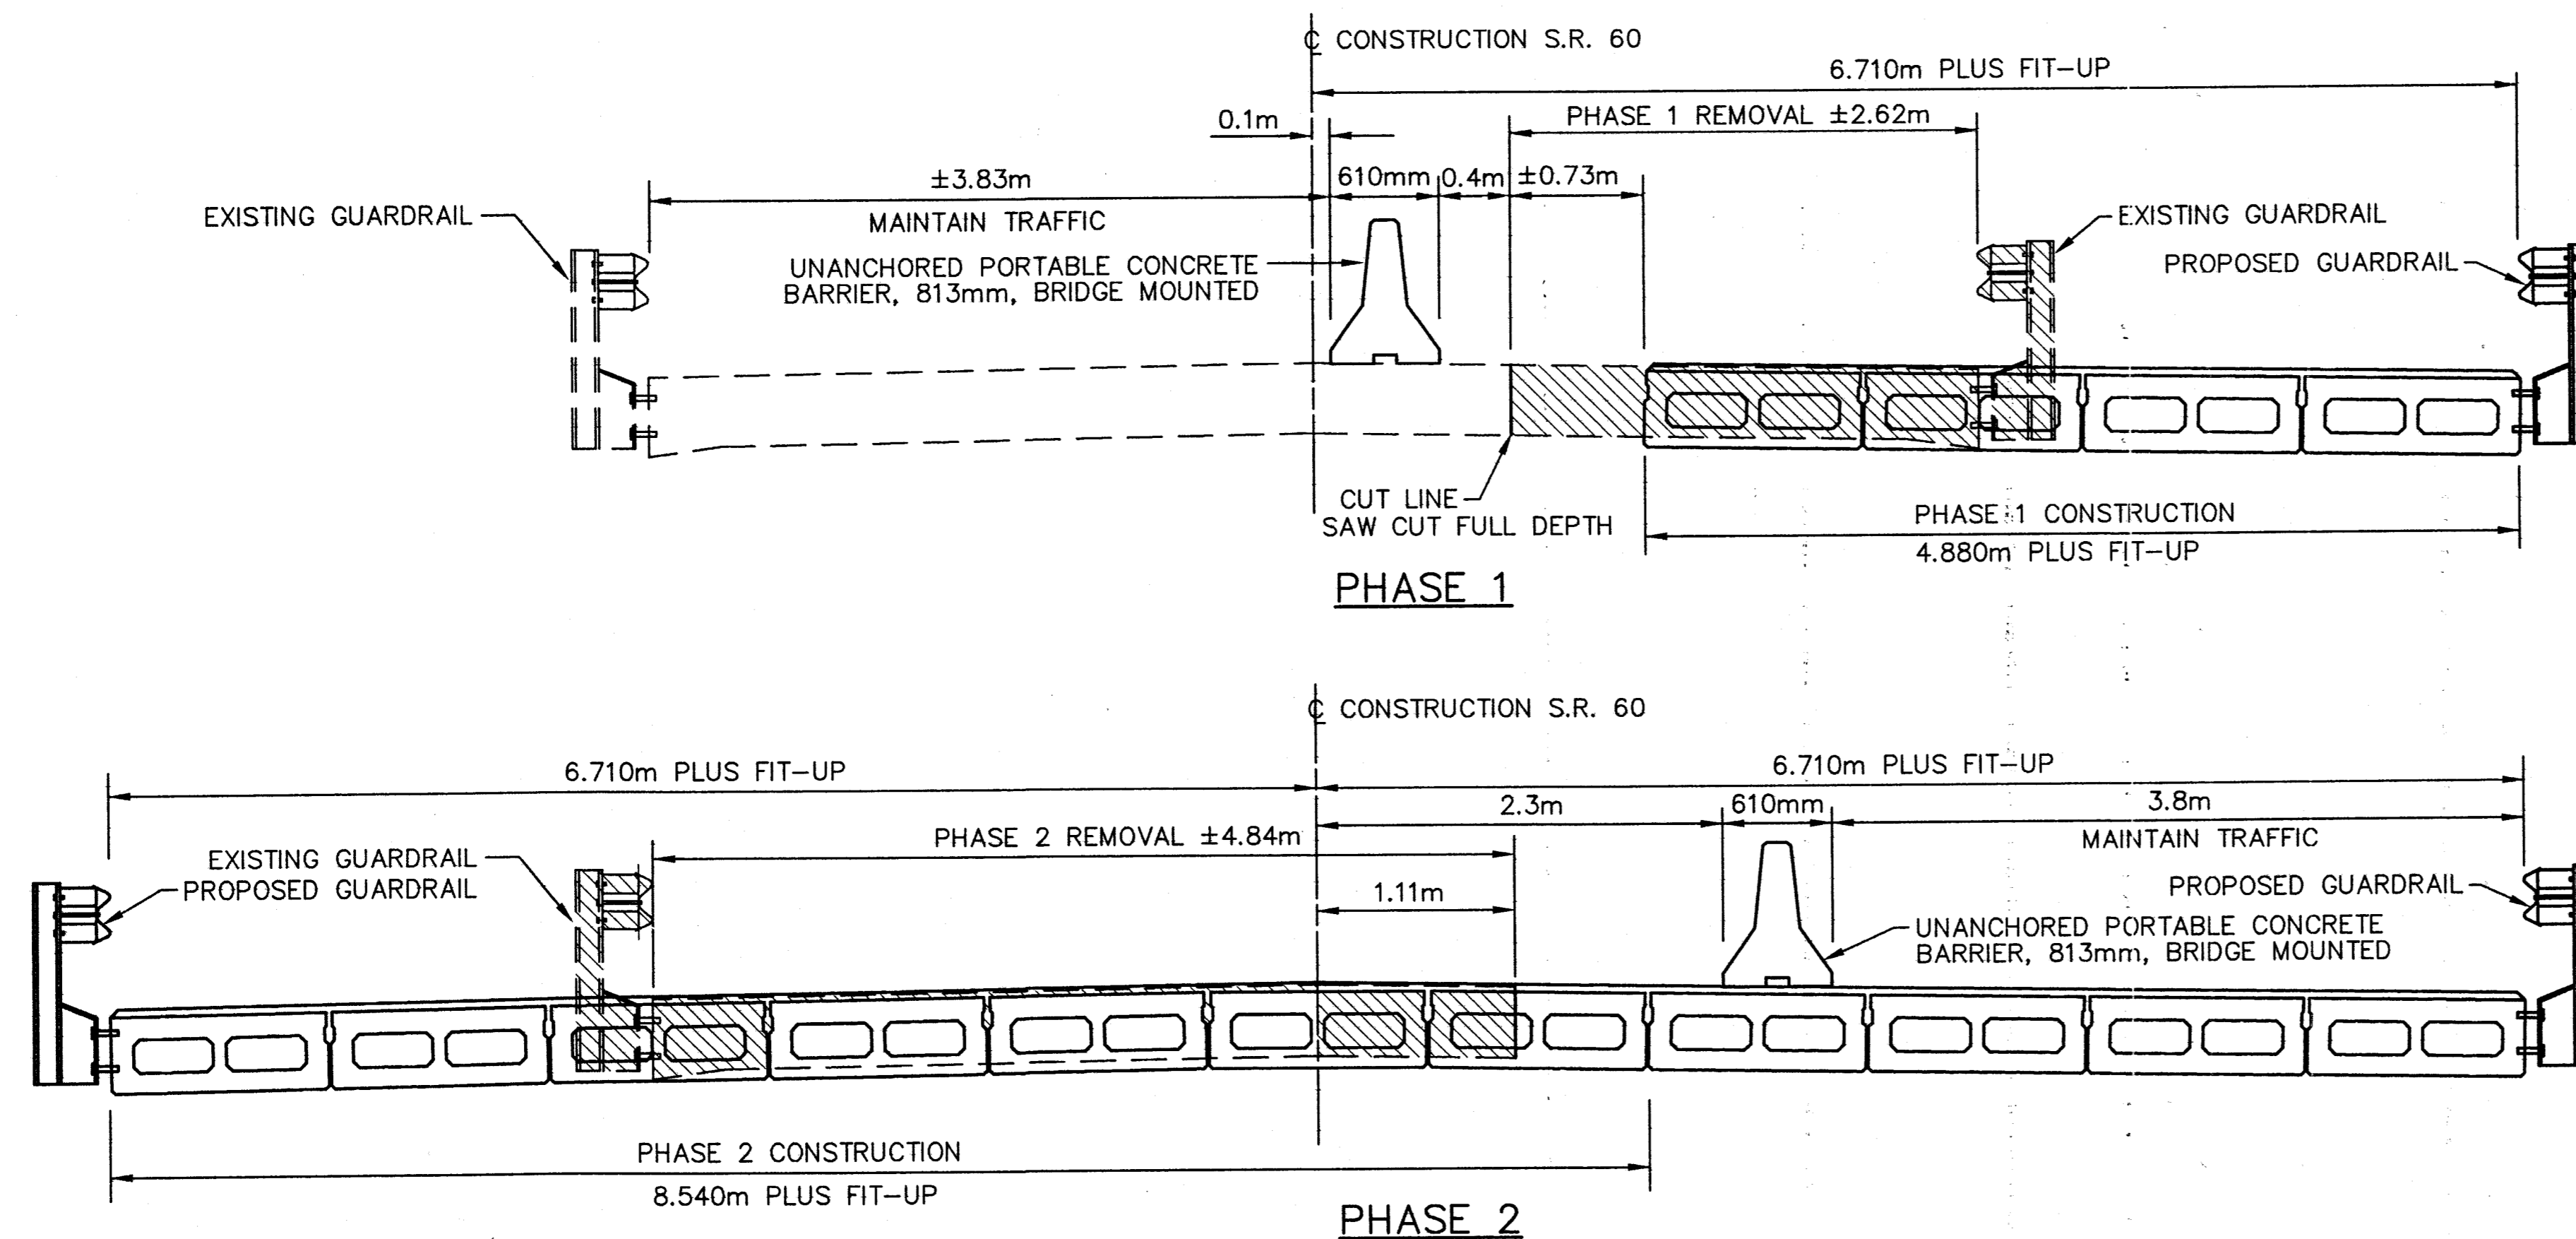 ℄ CONSTRUCTION S.R. 60
6.710m PLUS FIT-UP
PHASE 1 REMOVAL ±2.62m
0.1m
±3.83m
610mm
0.4m
±0.73m
MAINTAIN TRAFFIC
EXISTING GUARDRAIL
UNANCHORED PORTABLE CONCRETE
BARRIER, 813mm, BRIDGE MOUNTED
EXISTING GUARDRAIL
PROPOSED GUARDRAIL
CUT LINE
SAW CUT FULL DEPTH
PHASE 1 CONSTRUCTION
4.880m PLUS FIT-UP
PHASE 1
℄ CONSTRUCTION S.R. 60
6.710m PLUS FIT-UP
6.710m PLUS FIT-UP
2.3m
610mm
3.8m
PHASE 2 REMOVAL ±4.84m
MAINTAIN TRAFFIC
EXISTING GUARDRAIL
PROPOSED GUARDRAIL
1.11m
PROPOSED GUARDRAIL
UNANCHORED PORTABLE CONCRETE
BARRIER, 813mm, BRIDGE MOUNTED
PHASE 2 CONSTRUCTION
8.540m PLUS FIT-UP
PHASE 2